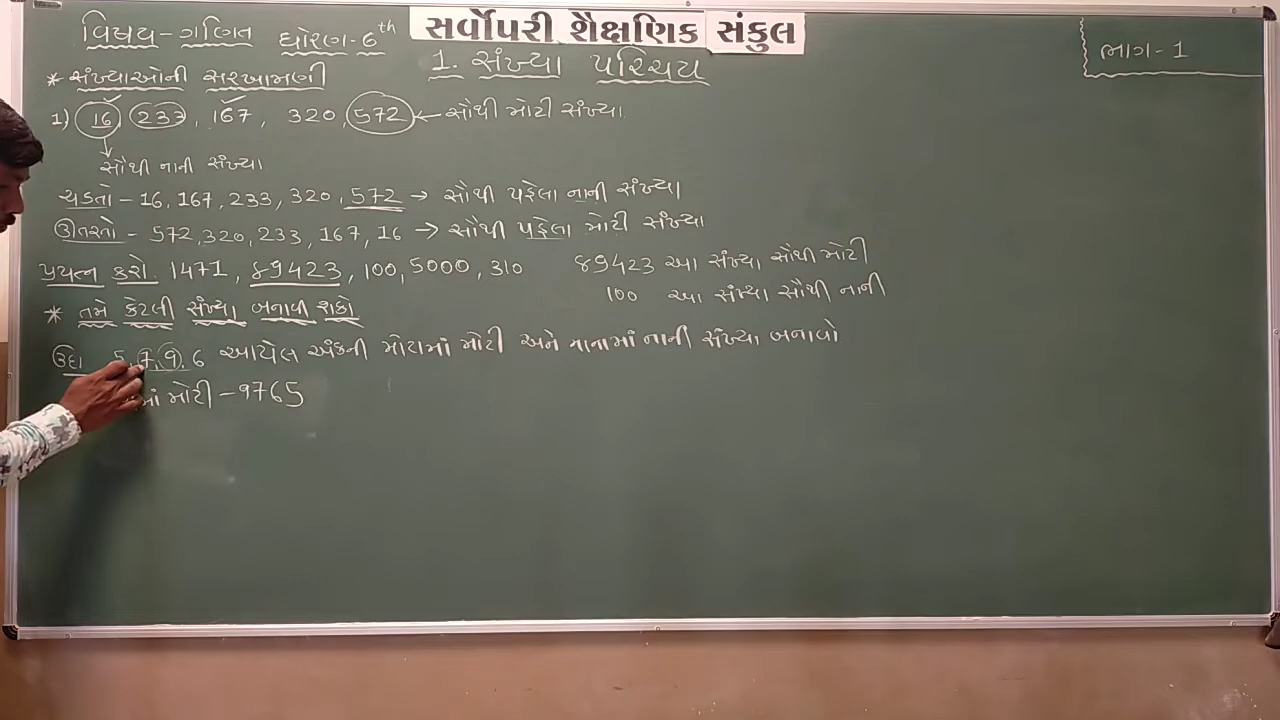 સર્વોપરી શૈક્ષણિક સંકુલ
વિષય - ગણિત ધોરણ - 6th
1. સંખ્યા પરિચય
ભાગ - 1
* સંખ્યાઓની સરખામણી
1) 16, 233, 167, 320, 572 ← સૌથી મોટી સંખ્યા
↓
સૌથી નાની સંખ્યા
ચડતો - 16, 167, 233, 320, 572 → સૌથી પહેલા નાની સંખ્યા
ઊતરતો - 572, 320, 233, 167, 16 → સૌથી પહેલા મોટી સંખ્યા
પ્રયત્ન કરો. 1471, 89423, 100, 5000, 310 89423 આ સંખ્યા સૌથી મોટી
100 આ સંખ્યા સૌથી નાની
* તમે કેટલી સંખ્યા બનાવી શકો
ઉદા 5, 7, 9, 6 આપેલ અંકની મોટામાં મોટી અને નાનામાં નાની સંખ્યા બનાવો
માં મોટી - 9765